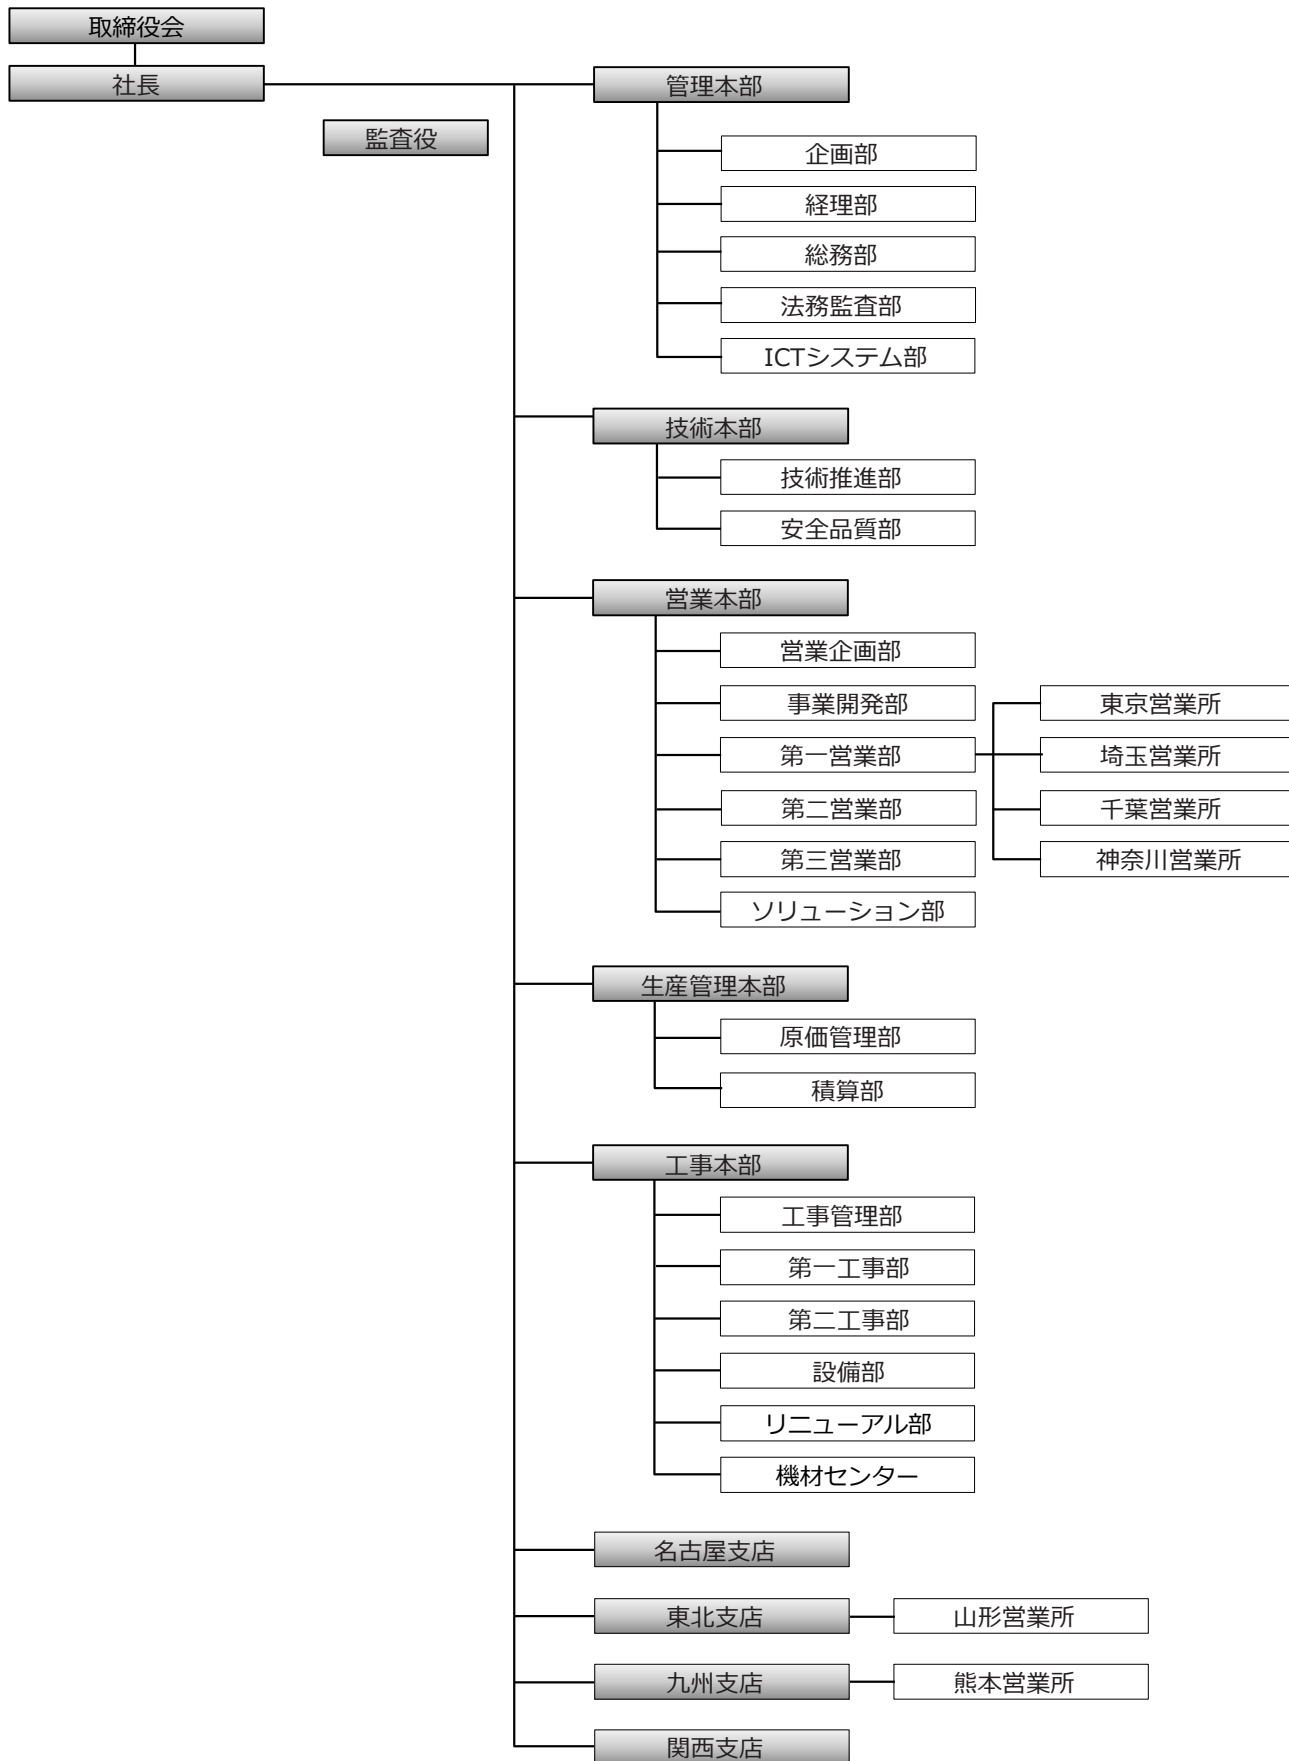 取締役会
社長
監査役
管理本部
企画部
経理部
総務部
法務監査部
ICTシステム部
技術本部
技術推進部
安全品質部
営業本部
営業企画部
事業開発部
第一営業部
東京営業所
埼玉営業所
千葉営業所
神奈川営業所
第二営業部
第三営業部
ソリューション部
生産管理本部
原価管理部
積算部
工事本部
工事管理部
第一工事部
第二工事部
設備部
リニューアル部
機材センター
名古屋支店
東北支店
山形営業所
九州支店
熊本営業所
関西支店